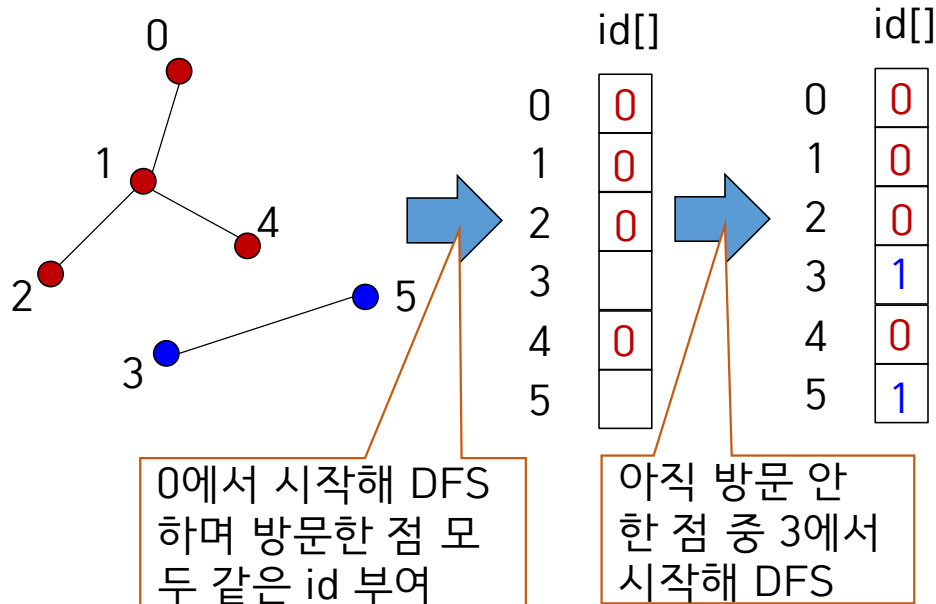 0
1
4
2
5
3
id[]
0 0
1 0
2 0
3
4 0
5
id[]
0 0
1 0
2 0
3 1
4 0
5 1
0에서 시작해 DFS
하며 방문한 점 모
두 같은 id 부여
아직 방문 안
한 점 중 3에서
시작해 DFS